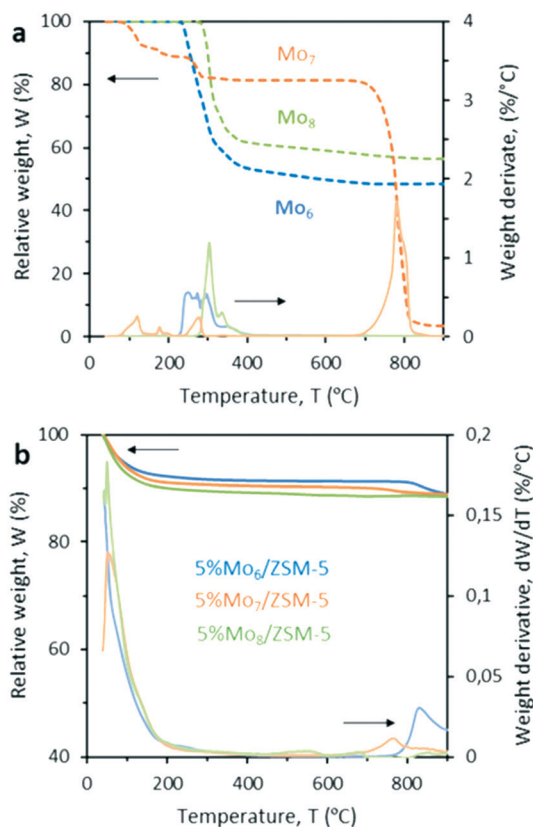 a
100
80
60
40
20
0
Relative weight, W (%)
4
3
2
1
0
Weight derivate, (%/°C)
Mo₇
Mo₈
Mo₆
0 200 400 600 800
Temperature, T (ºC)
b
100
80
60
40
Relative weight, W (%)
0,2
0,15
0,1
0,05
0
Weight derivative, dW/dT (%/°C)
5%Mo₆/ZSM-5
5%Mo₇/ZSM-5
5%Mo₈/ZSM-5
0 200 400 600 800
Temperature, T (ºC)